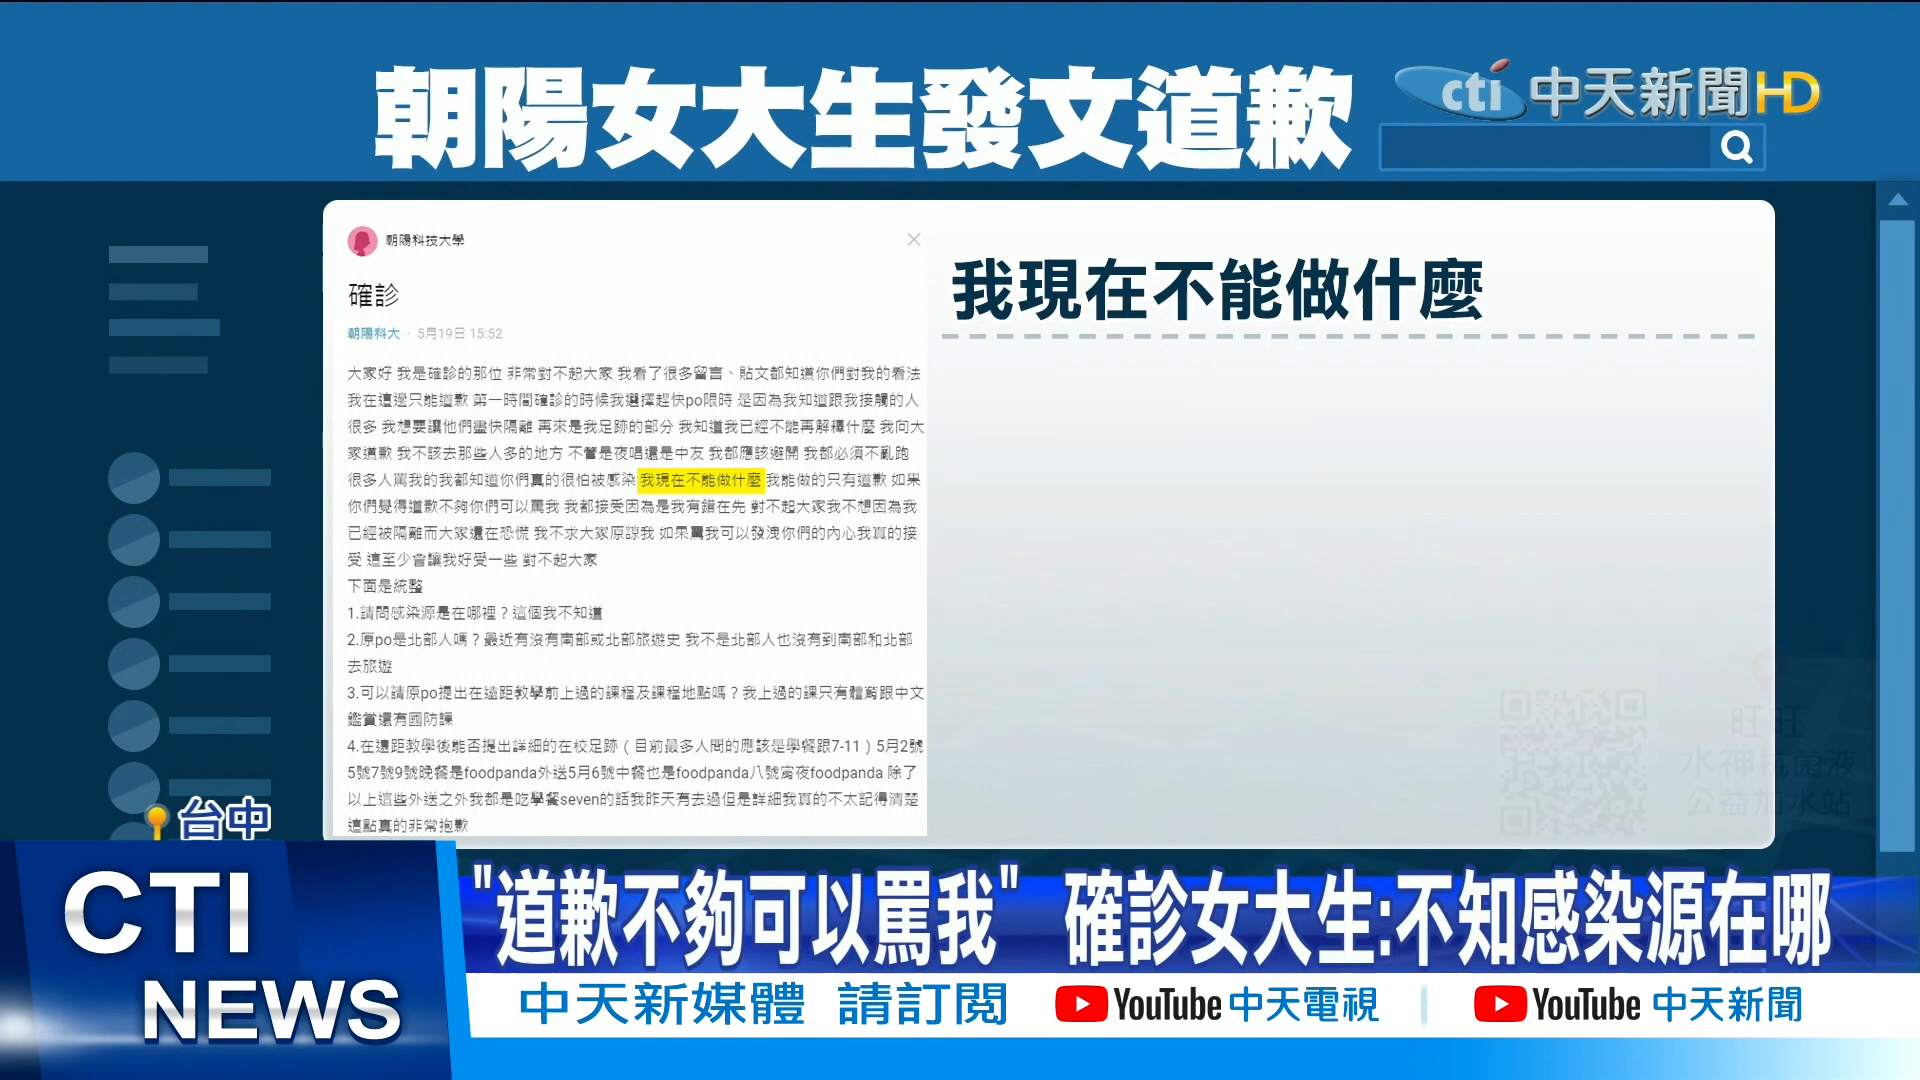 朝陽女大生發文道歉
cti 中天新聞HD
朝陽科技大學
確診
朝陽科大 · 5月19日 15:52
大家好 我是確診的那位 非常對不起大家 我看了很多留言、貼文都知道你們對我的看法
我在這邊只能道歉 第一時間確診的時候我選擇趕快po限時 是因為我知道跟我接觸的人
很多 我想要讓他們盡快隔離 再來是我足跡的部分 我知道我已經不能再解釋什麼 我向大
家道歉 我不該去那些人多的地方 不管是夜唱還是中友 我都應該避開 我都必須不亂跑
很多人罵我的我都知道你們真的很怕被感染 我現在不能做什麼 我能做的只有道歉 如果
你們覺得道歉不夠你們可以罵我 我都接受因為是我有錯在先 對不起大家我不想因為我
已經被隔離而大家還在恐慌 我不求大家原諒我 如果罵我可以發洩你們的內心我真的接
受 這至少會讓我好受一些 對不起大家
下面是統整
1.請問感染源是在哪裡？這個我不知道
2.原po是北部人嗎？最近有沒有南部或北部旅遊史 我不是北部人也沒有到南部和北部
去旅遊
3.可以請原po提出在遠距教學前上過的課程及課程地點嗎？我上過的課只有體育跟中文
鑑賞還有國防課
4.在遠距教學後能否提出詳細的在校足跡（目前最多人問的應該是學餐跟7-11）5月2號
5號7號9號晚餐是foodpanda外送5月6號中餐也是foodpanda八號宵夜foodpanda 除了
以上這些外送之外我都是吃學餐seven的話我昨天有去過但是詳細我真的不太記得清楚
這點真的非常抱歉
我現在不能做什麼
旺旺
水神抗菌液
公益加水站
台中
CTI
NEWS
"道歉不夠可以罵我" 確診女大生:不知感染源在哪
中天新媒體 請訂閱 YouTube 中天電視 YouTube 中天新聞